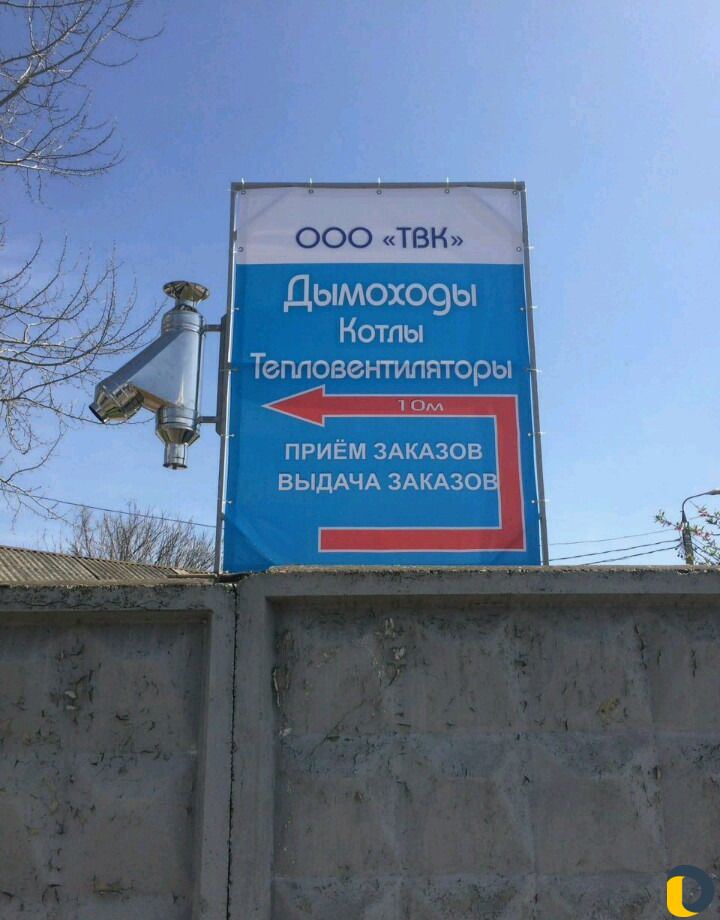 ООО «ТВК»
Дымоходы
Котлы
Тепловентиляторы
10м
ПРИЁМ ЗАКАЗОВ
ВЫДАЧА ЗАКАЗОВ